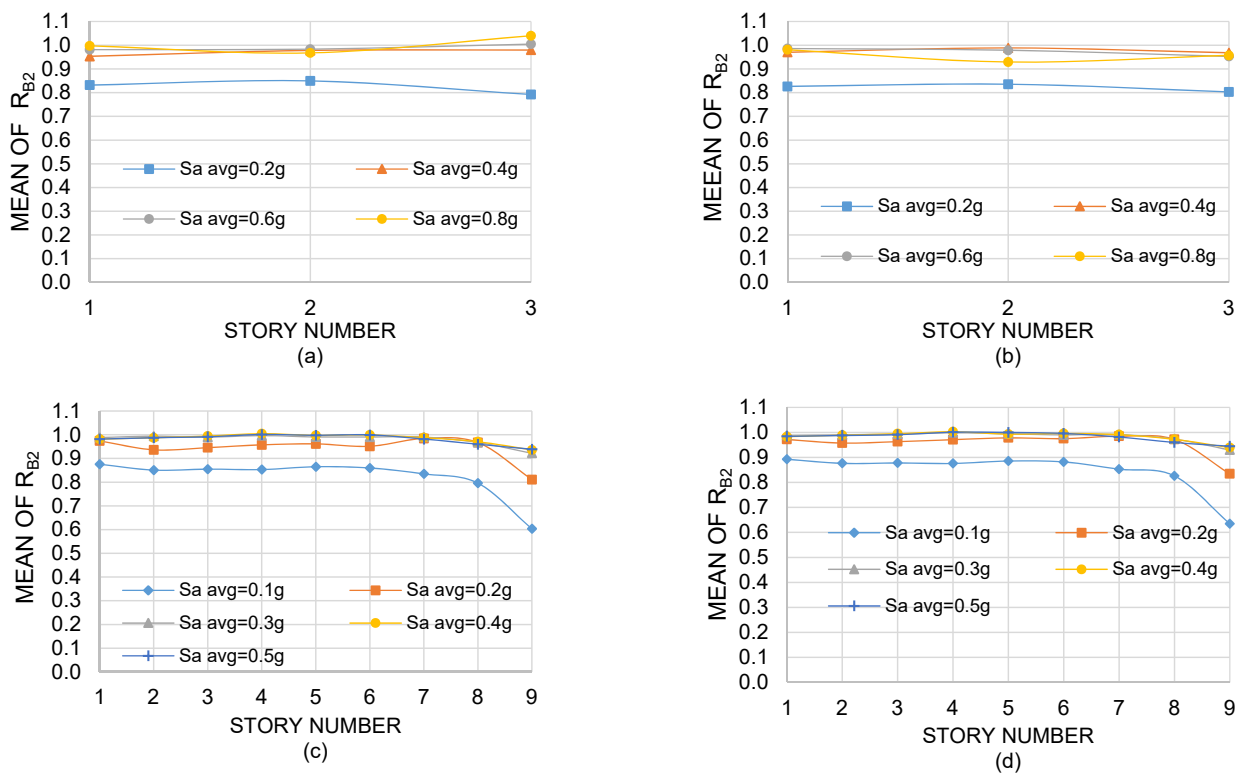 MEAN OF R_B2
1.1
1.0
0.9
0.8
0.7
0.6
0.5
0.4
0.3
0.2
0.1
0.0
Sa avg=0.2g Sa avg=0.4g
Sa avg=0.6g Sa avg=0.8g
1 2 3
STORY NUMBER
(a)
MEEAN OF R_B2
1.1
1.0
0.9
0.8
0.7
0.6
0.5
0.4
0.3
0.2
0.1
0.0
Sa avg=0.2g Sa avg=0.4g
Sa avg=0.6g Sa avg=0.8g
1 2 3
STORY NUMBER
(b)
MEAN OF R_B2
1.1
1.0
0.9
0.8
0.7
0.6
0.5
0.4
0.3
0.2
0.1
0.0
Sa avg=0.1g Sa avg=0.2g
Sa avg=0.3g Sa avg=0.4g
Sa avg=0.5g
1 2 3 4 5 6 7 8 9
STORY NUMBER
(c)
MEAN OF R_B2
1.1
1.0
0.9
0.8
0.7
0.6
0.5
0.4
0.3
0.2
0.1
0.0
Sa avg=0.1g Sa avg=0.2g
Sa avg=0.3g Sa avg=0.4g
Sa avg=0.5g
1 2 3 4 5 6 7 8 9
STORY NUMBER
(d)